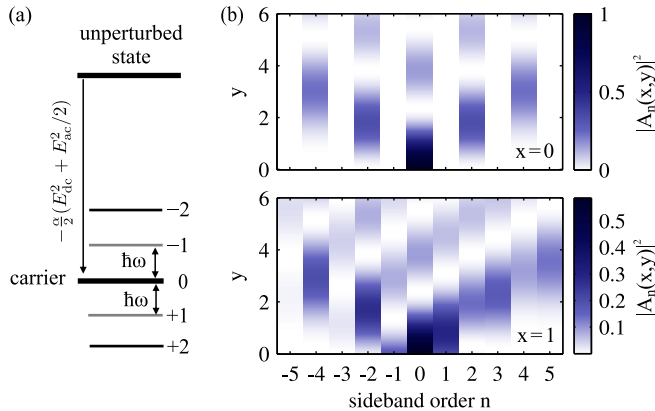 (a)
unperturbed
state
−α/2(E²dc + E²ac/2)
−2
−1
ħω
carrier
0
ħω
+1
+2
(b)
6
4
y
2
0
x=0
1
0.5
0
|Aₙ(x,y)|²
6
4
y
2
0
x=1
0.5
0.4
0.3
0.2
0.1
|Aₙ(x,y)|²
-5 -4 -3 -2 -1 0 1 2 3 4 5
sideband order n